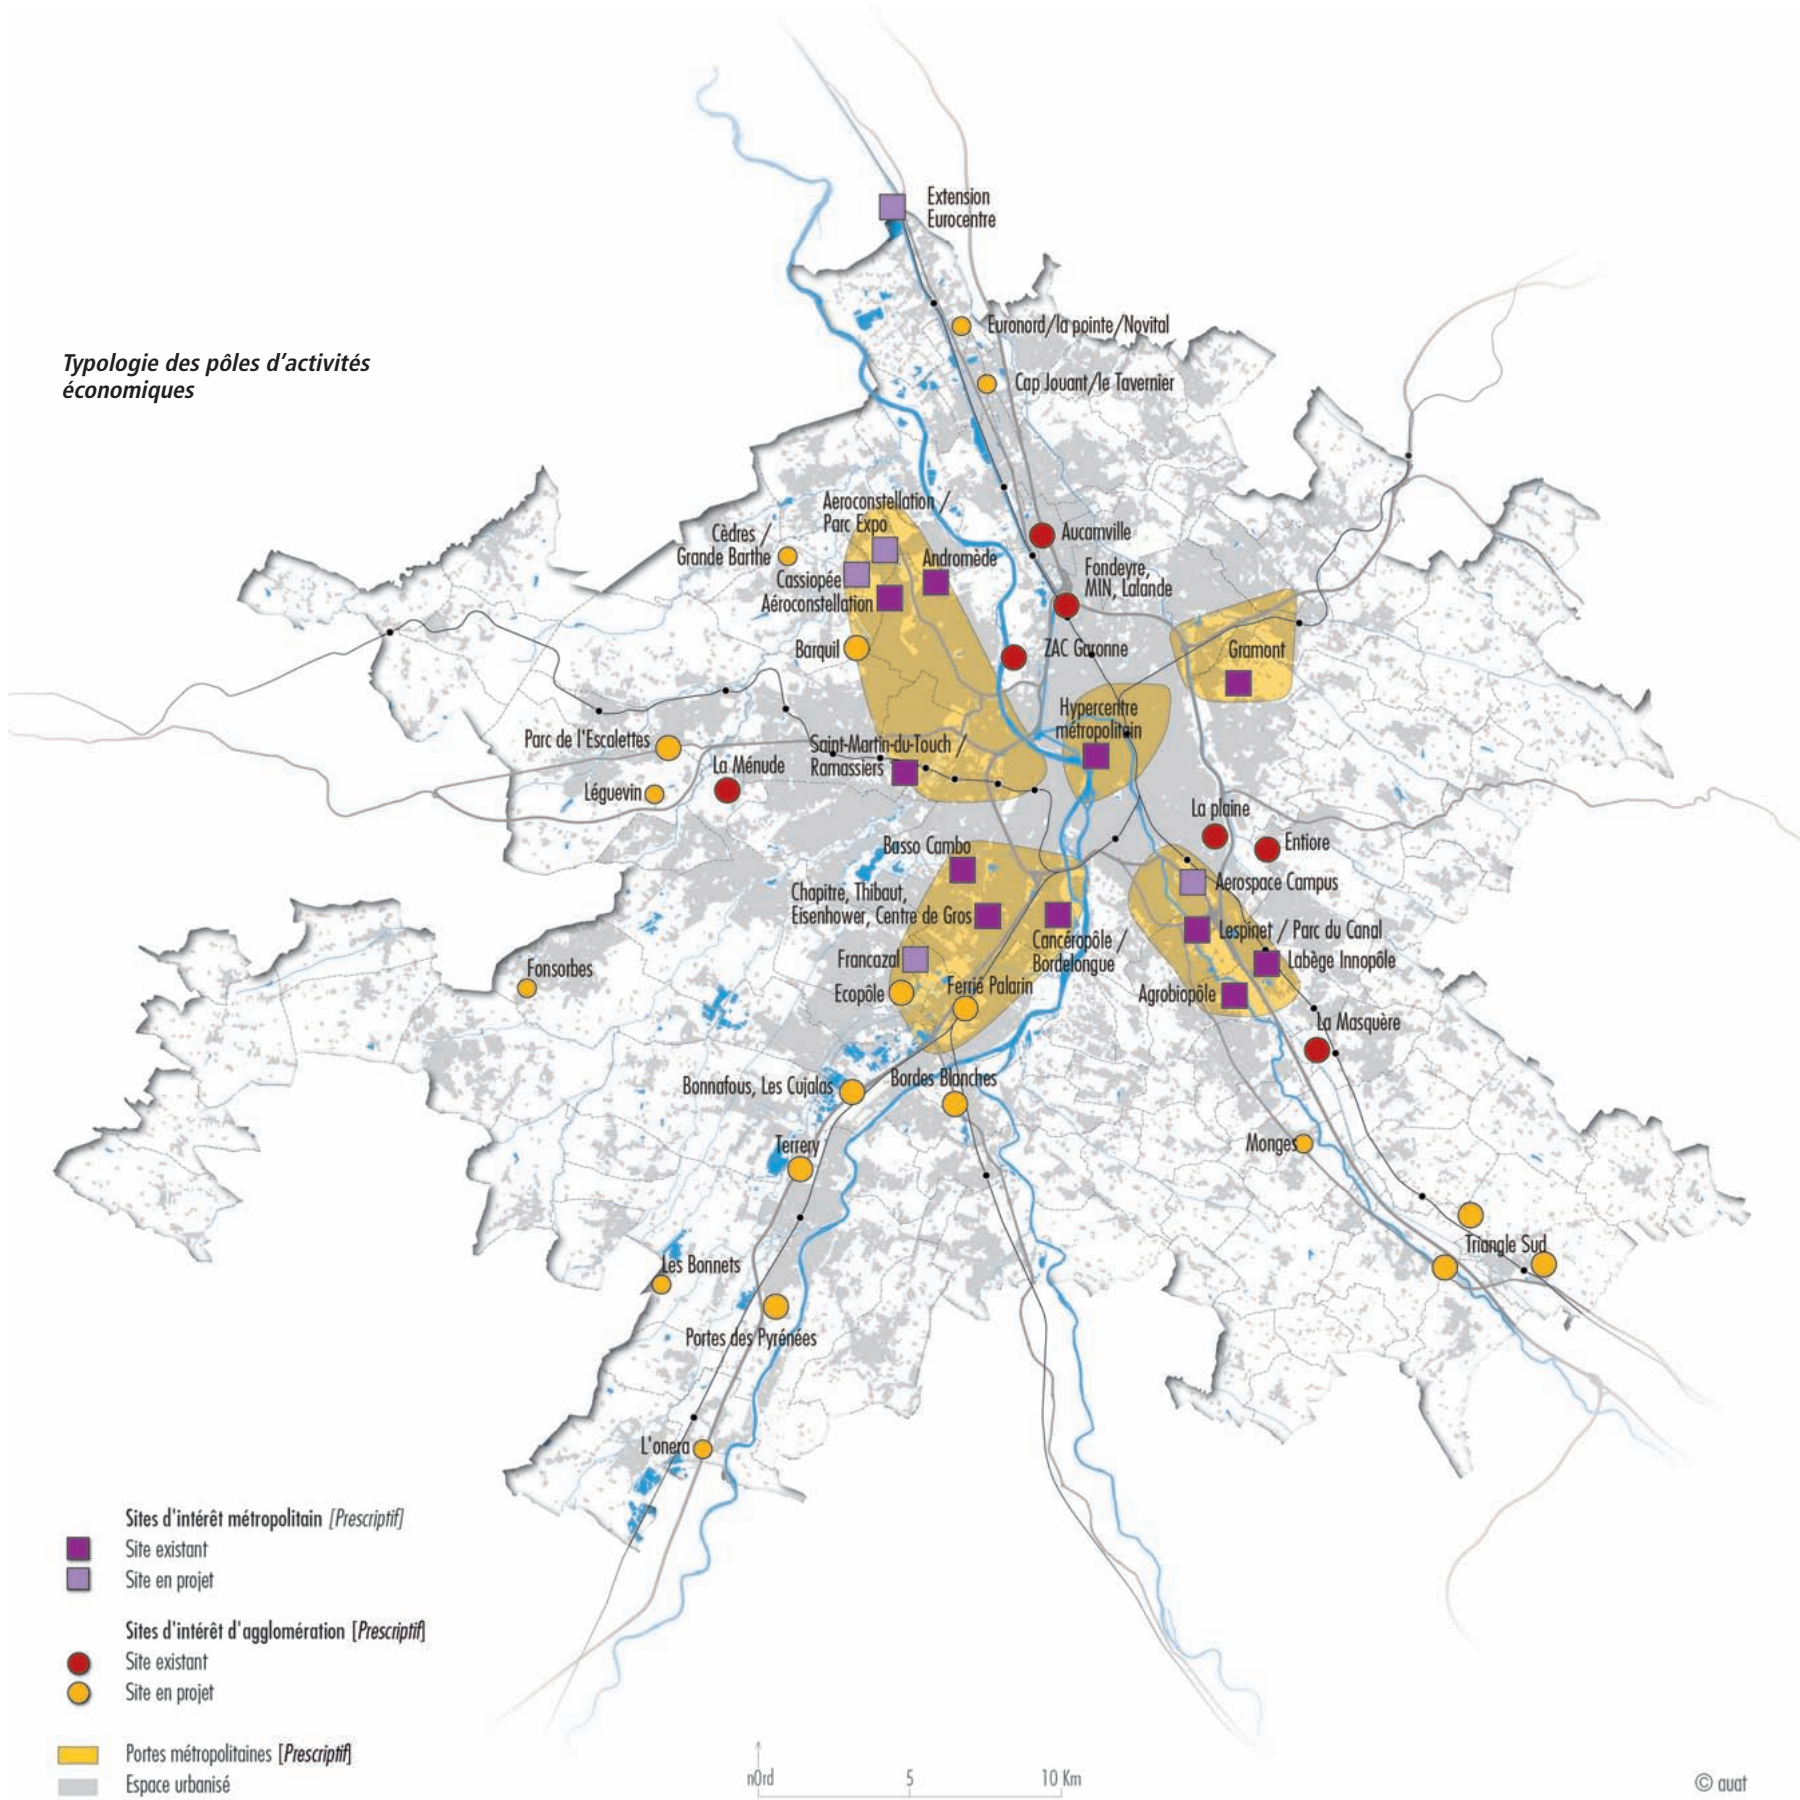 Extension
Eurocentre
Euronord/la pointe/Novital
Typologie des pôles d'activités
économiques
Cap Jouant/le Tavernier
Aeroconstellation /
Parc Expo
Cèdres /
Grande Barthe
Aucamville
Andromède
Cassiopée
Fondeyre,
MIN, Lalande
Aéroconstellation
Barquil
ZAC Garonne
Gramont
Hypercentre
métropolitain
Parc de l'Escalettes
Saint-Martin-du-Touch /
Ramassiers
La Ménude
Léguevin
La plaine
Entiore
Basso Cambo
Aerospace Campus
Chapitre, Thibaut,
Eisenhower, Centre de Gros
Lespinet / Parc du Canal
Cancéropôle /
Bordelongue
Francazal
Labège Innopôle
Fonsorbes
Ecopôle
Ferrié Palarin
Agrobiopôle
La Masquère
Bonnafous, Les Cujalas
Bordes Blanches
Terrery
Monges
Triangle Sud
Les Bonnets
Portes des Pyrénées
L'onera
Sites d'intérêt métropolitain [Prescriptif]
Site existant
Site en projet
Sites d'intérêt d'agglomération [Prescriptif]
Site existant
Site en projet
Portes métropolitaines [Prescriptif]
Espace urbanisé
nOrd 5 10 Km
© auat